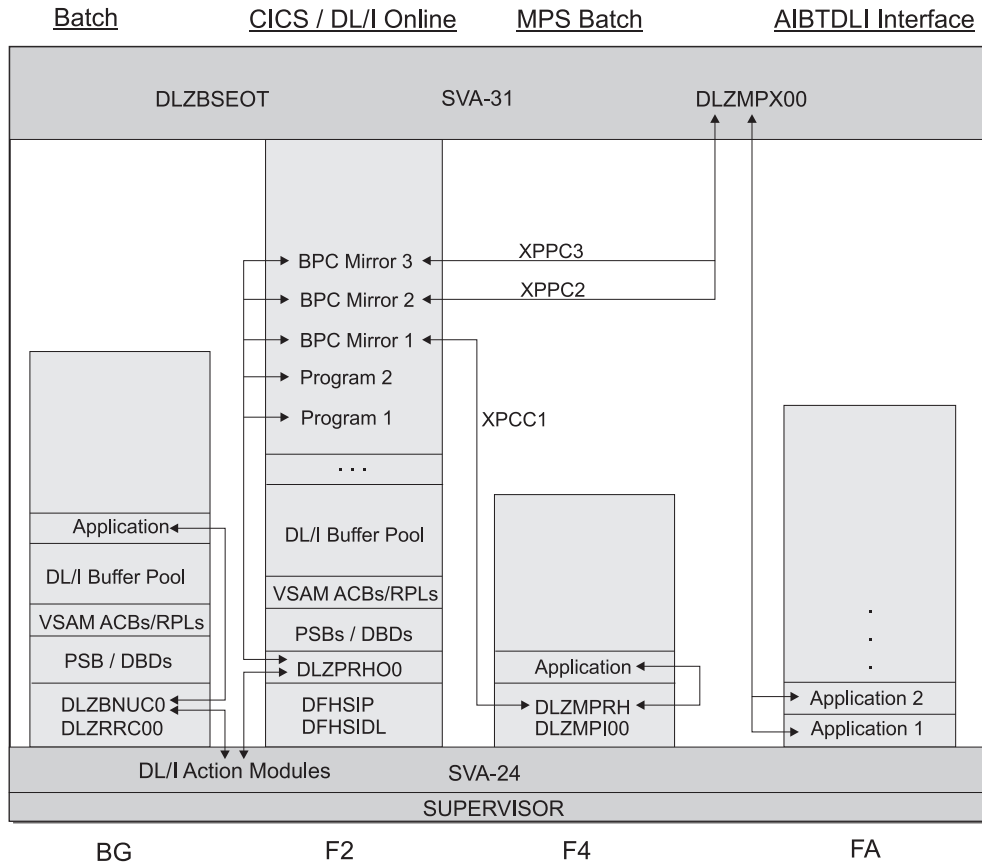 Batch
CICS / DL/I Online
MPS Batch
AIBTDLI Interface
DLZBSEOT
SVA-31
DLZMPX00
XPPC3
BPC Mirror 3
XPPC2
BPC Mirror 2
BPC Mirror 1
Program 2
Program 1
XPCC1
. . .
Application
DL/I Buffer Pool
VSAM ACBs/RPLs
PSB / DBDs
DLZBNUC0
DLZRRC00
DL/I Buffer Pool
VSAM ACBs/RPLs
PSBs / DBDs
DLZPRHO0
DFHSIP
DFHSIDL
Application
DLZMPRH
DLZMPI00
.
.
.
Application 2
Application 1
DL/I Action Modules
SVA-24
SUPERVISOR
BG
F2
F4
FA